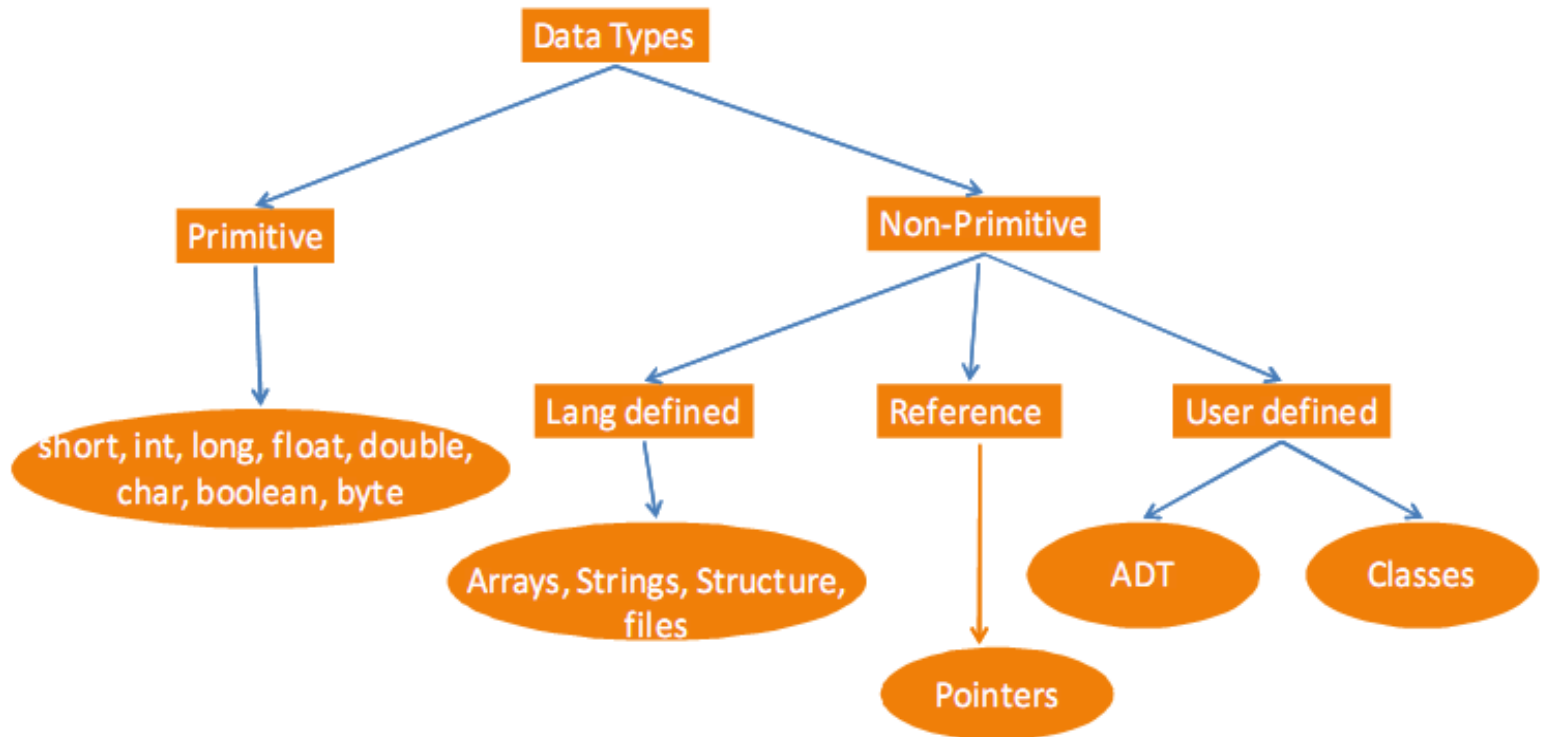 Data Types
Primitive
Non-Primitive
Lang defined
Reference
User defined
short, int, long, float, double,
char, boolean, byte
Arrays, Strings, Structure,
files
ADT
Classes
Pointers